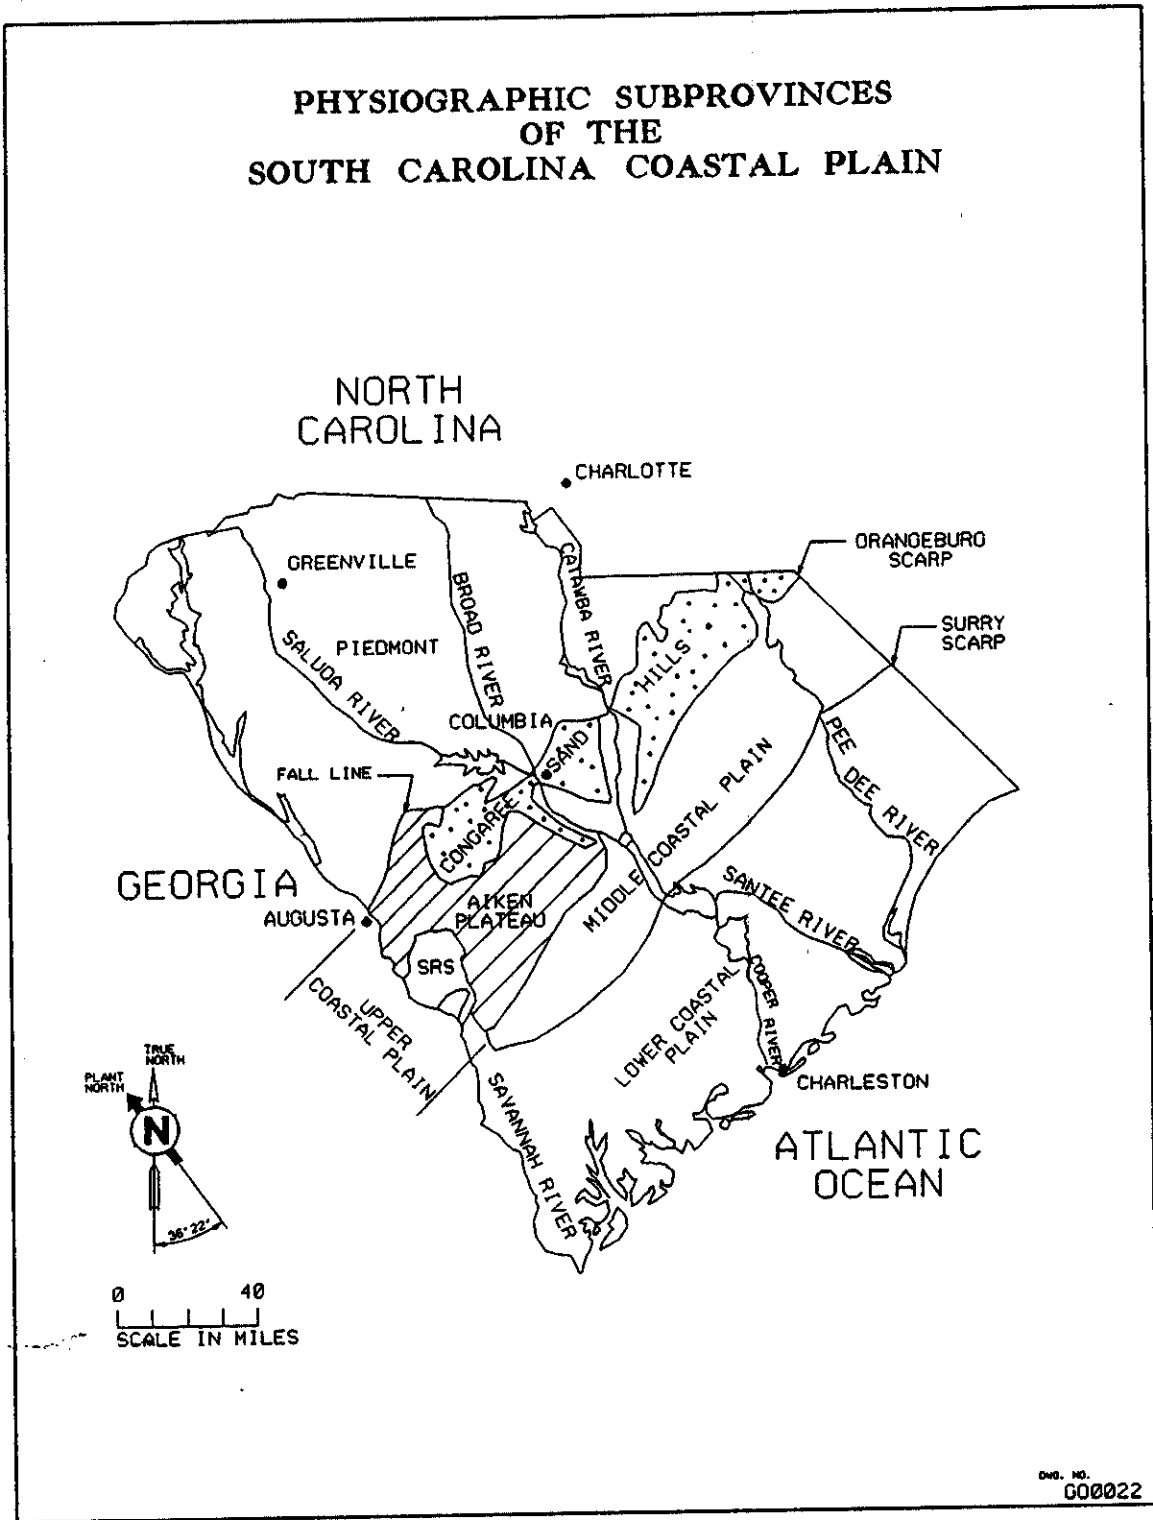 PHYSIOGRAPHIC SUBPROVINCES
OF THE
SOUTH CAROLINA COASTAL PLAIN
NORTH
CAROLINA
CHARLOTTE
ORANGEBURG
SCARP
GREENVILLE
CATAWBA RIVER
BROAD RIVER
SURRY
SCARP
PIEDMONT
SALUDA RIVER
HILLS
COLUMBIA
SAND
PEE
DEE RIVER
FALL LINE
CONGAREE
MIDDLE COASTAL PLAIN
GEORGIA
AUGUSTA
AIKEN
PLATEAU
SANTEE RIVER
SRS
COOPER RIVER
UPPER
COASTAL PLAIN
LOWER COASTAL
PLAIN
TRUE
NORTH
PLANT
NORTH
N
SAVANNAH RIVER
CHARLESTON
ATLANTIC
OCEAN
36° 22'
0 40
SCALE IN MILES
DWG. NO.
GO0022